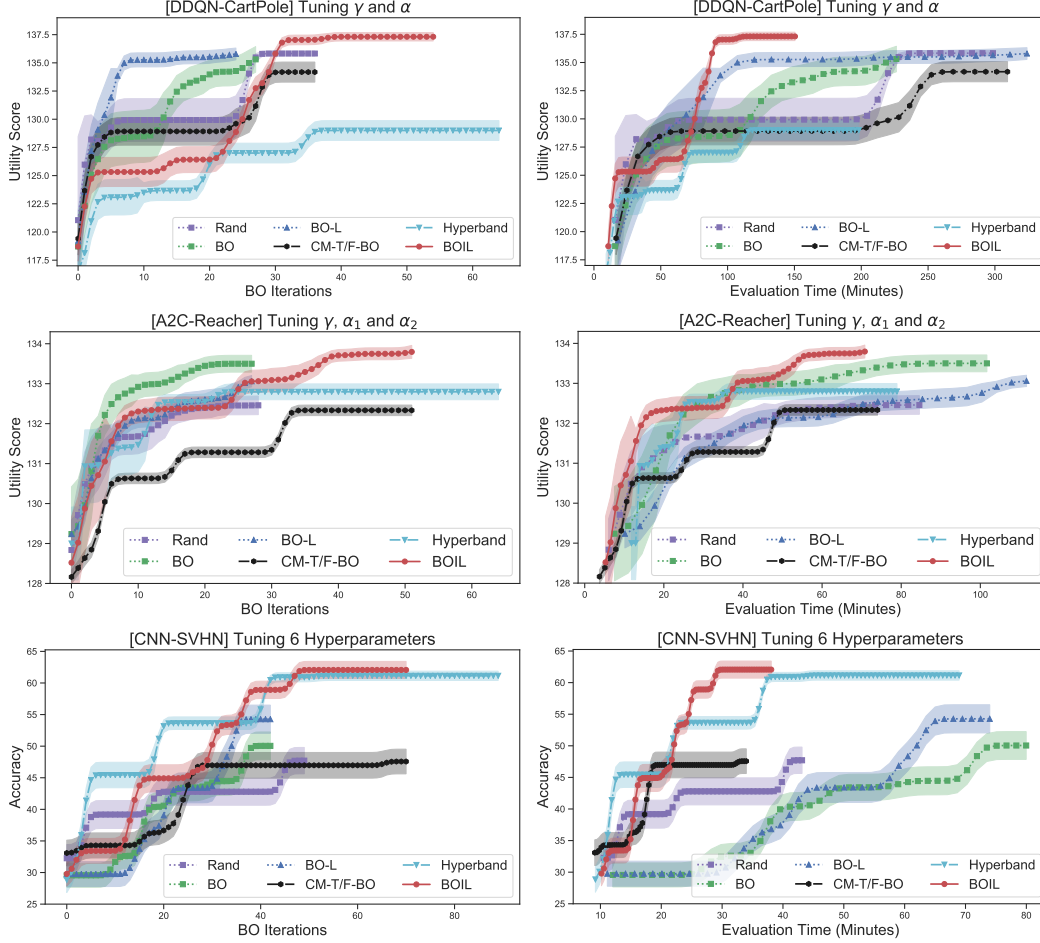 [DDQN-CartPole] Tuning γ and α
137.5
135.0
132.5
130.0
127.5
125.0
122.5
120.0
117.5
Utility Score
Rand BO-L Hyperband
BO CM-T/F-BO BOIL
0 10 20 30 40 50 60
BO Iterations
[DDQN-CartPole] Tuning γ and α
137.5
135.0
132.5
130.0
127.5
125.0
122.5
120.0
117.5
Utility Score
Rand BO-L Hyperband
BO CM-T/F-BO BOIL
0 50 100 150 200 250 300
Evaluation Time (Minutes)
[A2C-Reacher] Tuning γ, α₁ and α₂
134
133
132
131
130
129
128
Utility Score
Rand BO-L Hyperband
BO CM-T/F-BO BOIL
0 10 20 30 40 50 60
BO Iterations
[A2C-Reacher] Tuning γ, α₁ and α₂
134
133
132
131
130
129
128
Utility Score
Rand BO-L Hyperband
BO CM-T/F-BO BOIL
0 20 40 60 80 100
Evaluation Time (Minutes)
[CNN-SVHN] Tuning 6 Hyperparameters
65
60
55
50
45
40
35
30
25
Accuracy
Rand BO-L Hyperband
BO CM-T/F-BO BOIL
0 20 40 60 80
BO Iterations
[CNN-SVHN] Tuning 6 Hyperparameters
65
60
55
50
45
40
35
30
25
Accuracy
Rand BO-L Hyperband
BO CM-T/F-BO BOIL
10 20 30 40 50 60 70 80
Evaluation Time (Minutes)